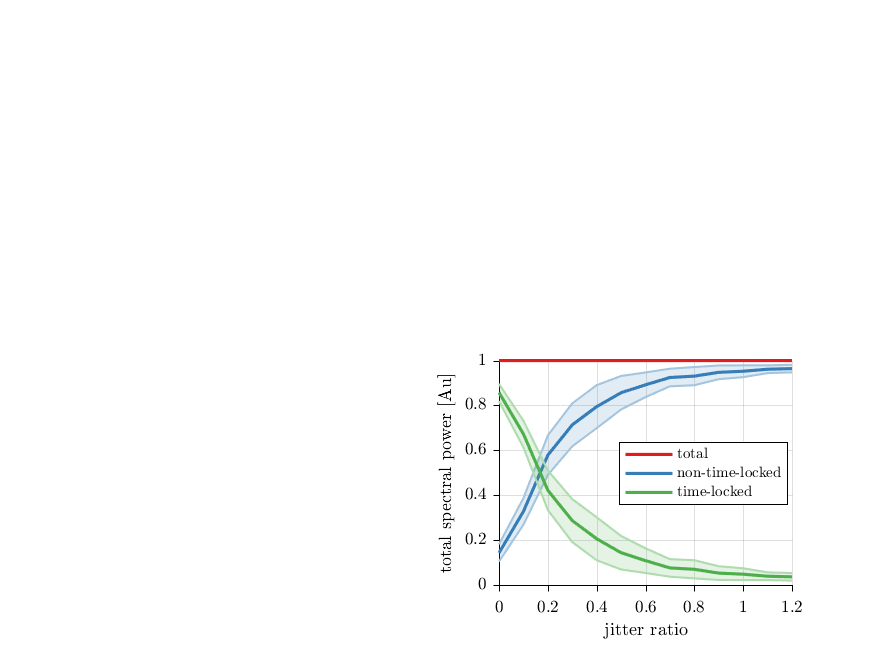 total spectral power [Au]
1
0.8
0.6
0.4
0.2
0
total
non-time-locked
time-locked
0 0.2 0.4 0.6 0.8 1 1.2
jitter ratio